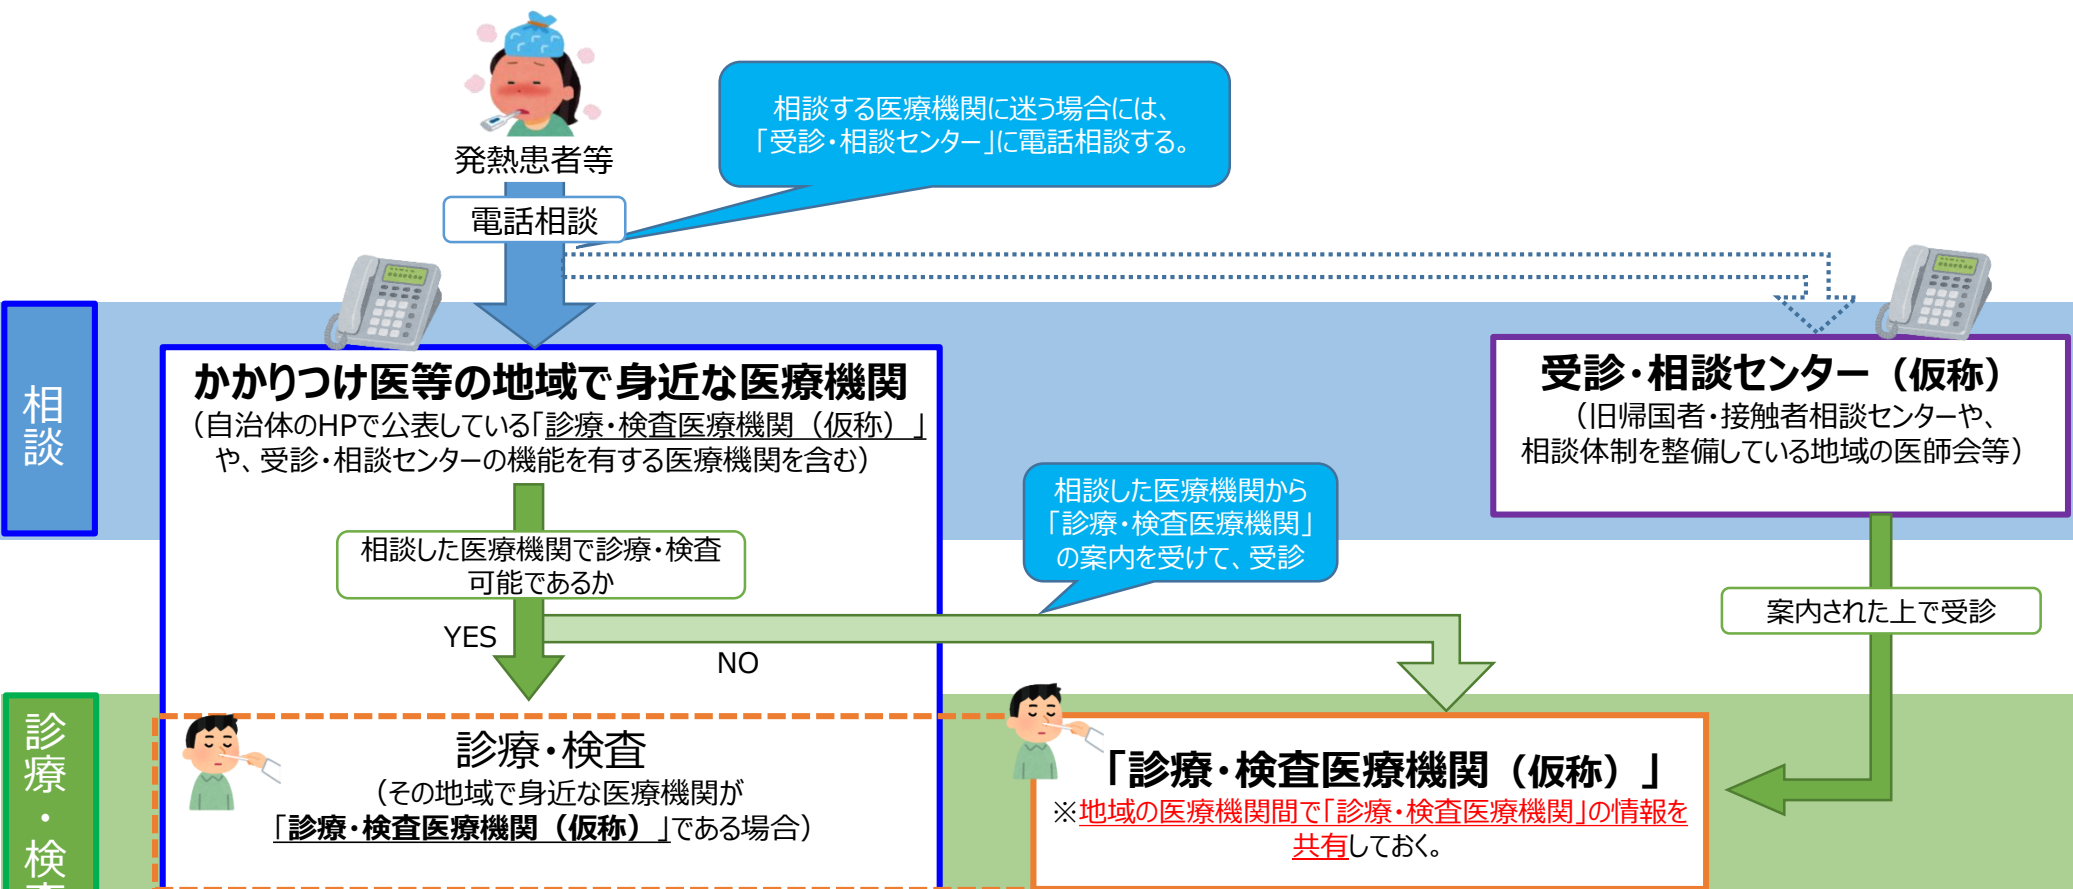 発熱患者等
電話相談
相談する医療機関に迷う場合には、
「受診・相談センター」に電話相談する。
相談
かかりつけ医等の地域で身近な医療機関
（自治体のHPで公表している「診療・検査医療機関（仮称）」
や、受診・相談センターの機能を有する医療機関を含む）
受診・相談センター（仮称）
（旧帰国者・接触者相談センターや、
相談体制を整備している地域の医師会等）
相談した医療機関で診療・検査
可能であるか
相談した医療機関から
「診療・検査医療機関」
の案内を受けて、受診
案内された上で受診
YES
NO
診療・検査
診療・検査
（その地域で身近な医療機関が
「診療・検査医療機関（仮称）」である場合）
「診療・検査医療機関（仮称）」
※地域の医療機関間で「診療・検査医療機関」の情報を
共有しておく。